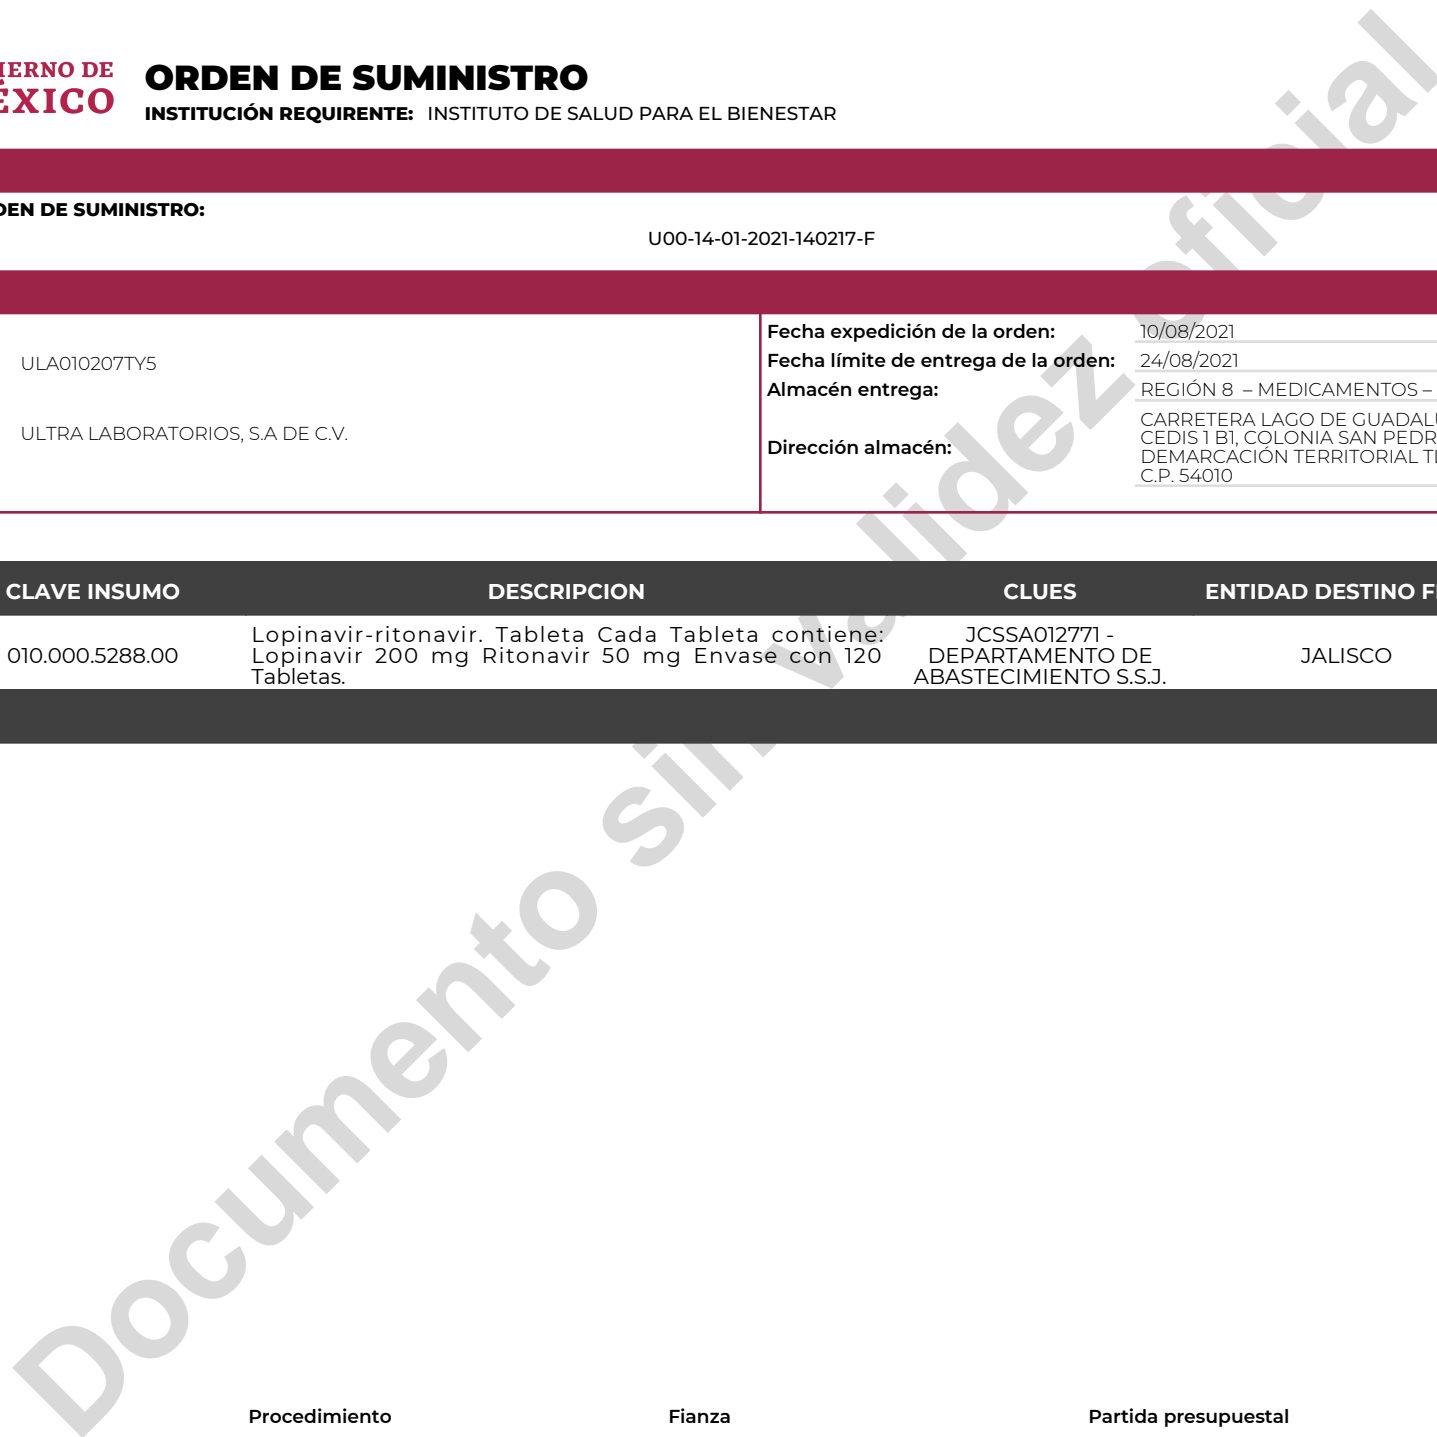 IERNO DE
ÉXICO
ORDEN DE SUMINISTRO
INSTITUCIÓN REQUIRENTE: INSTITUTO DE SALUD PARA EL BIENESTAR
DEN DE SUMINISTRO:
U00-14-01-2021-140217-F
ULA010207TY5
ULTRA LABORATORIOS, S.A DE C.V.
Fecha expedición de la orden: 10/08/2021
Fecha límite de entrega de la orden: 24/08/2021
Almacén entrega: REGIÓN 8 – MEDICAMENTOS –
Dirección almacén:
CARRETERA LAGO DE GUADALU
CEDIS 1 B1, COLONIA SAN PEDR
DEMARCACIÓN TERRITORIAL TL
C.P. 54010
CLAVE INSUMO DESCRIPCION CLUES ENTIDAD DESTINO FI
010.000.5288.00
Lopinavir-ritonavir. Tableta Cada Tableta contiene:
Lopinavir 200 mg Ritonavir 50 mg Envase con 120
Tabletas.
JCSSA012771 -
DEPARTAMENTO DE
ABASTECIMIENTO S.S.J.
JALISCO
Documento sin validez oficial
Procedimiento Fianza Partida presupuestal